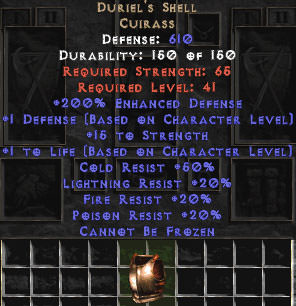 Duriel's Shell
Cuirass
Defense: 610
Durability: 150 of 150
Required Strength: 65
Required Level: 41
+200% Enhanced Defense
+1 Defense (Based on Character Level)
+15 to Strength
+1 to Life (Based on Character Level)
Cold Resist +50%
Lightning Resist +20%
Fire Resist +20%
Poison Resist +20%
Cannot Be Frozen